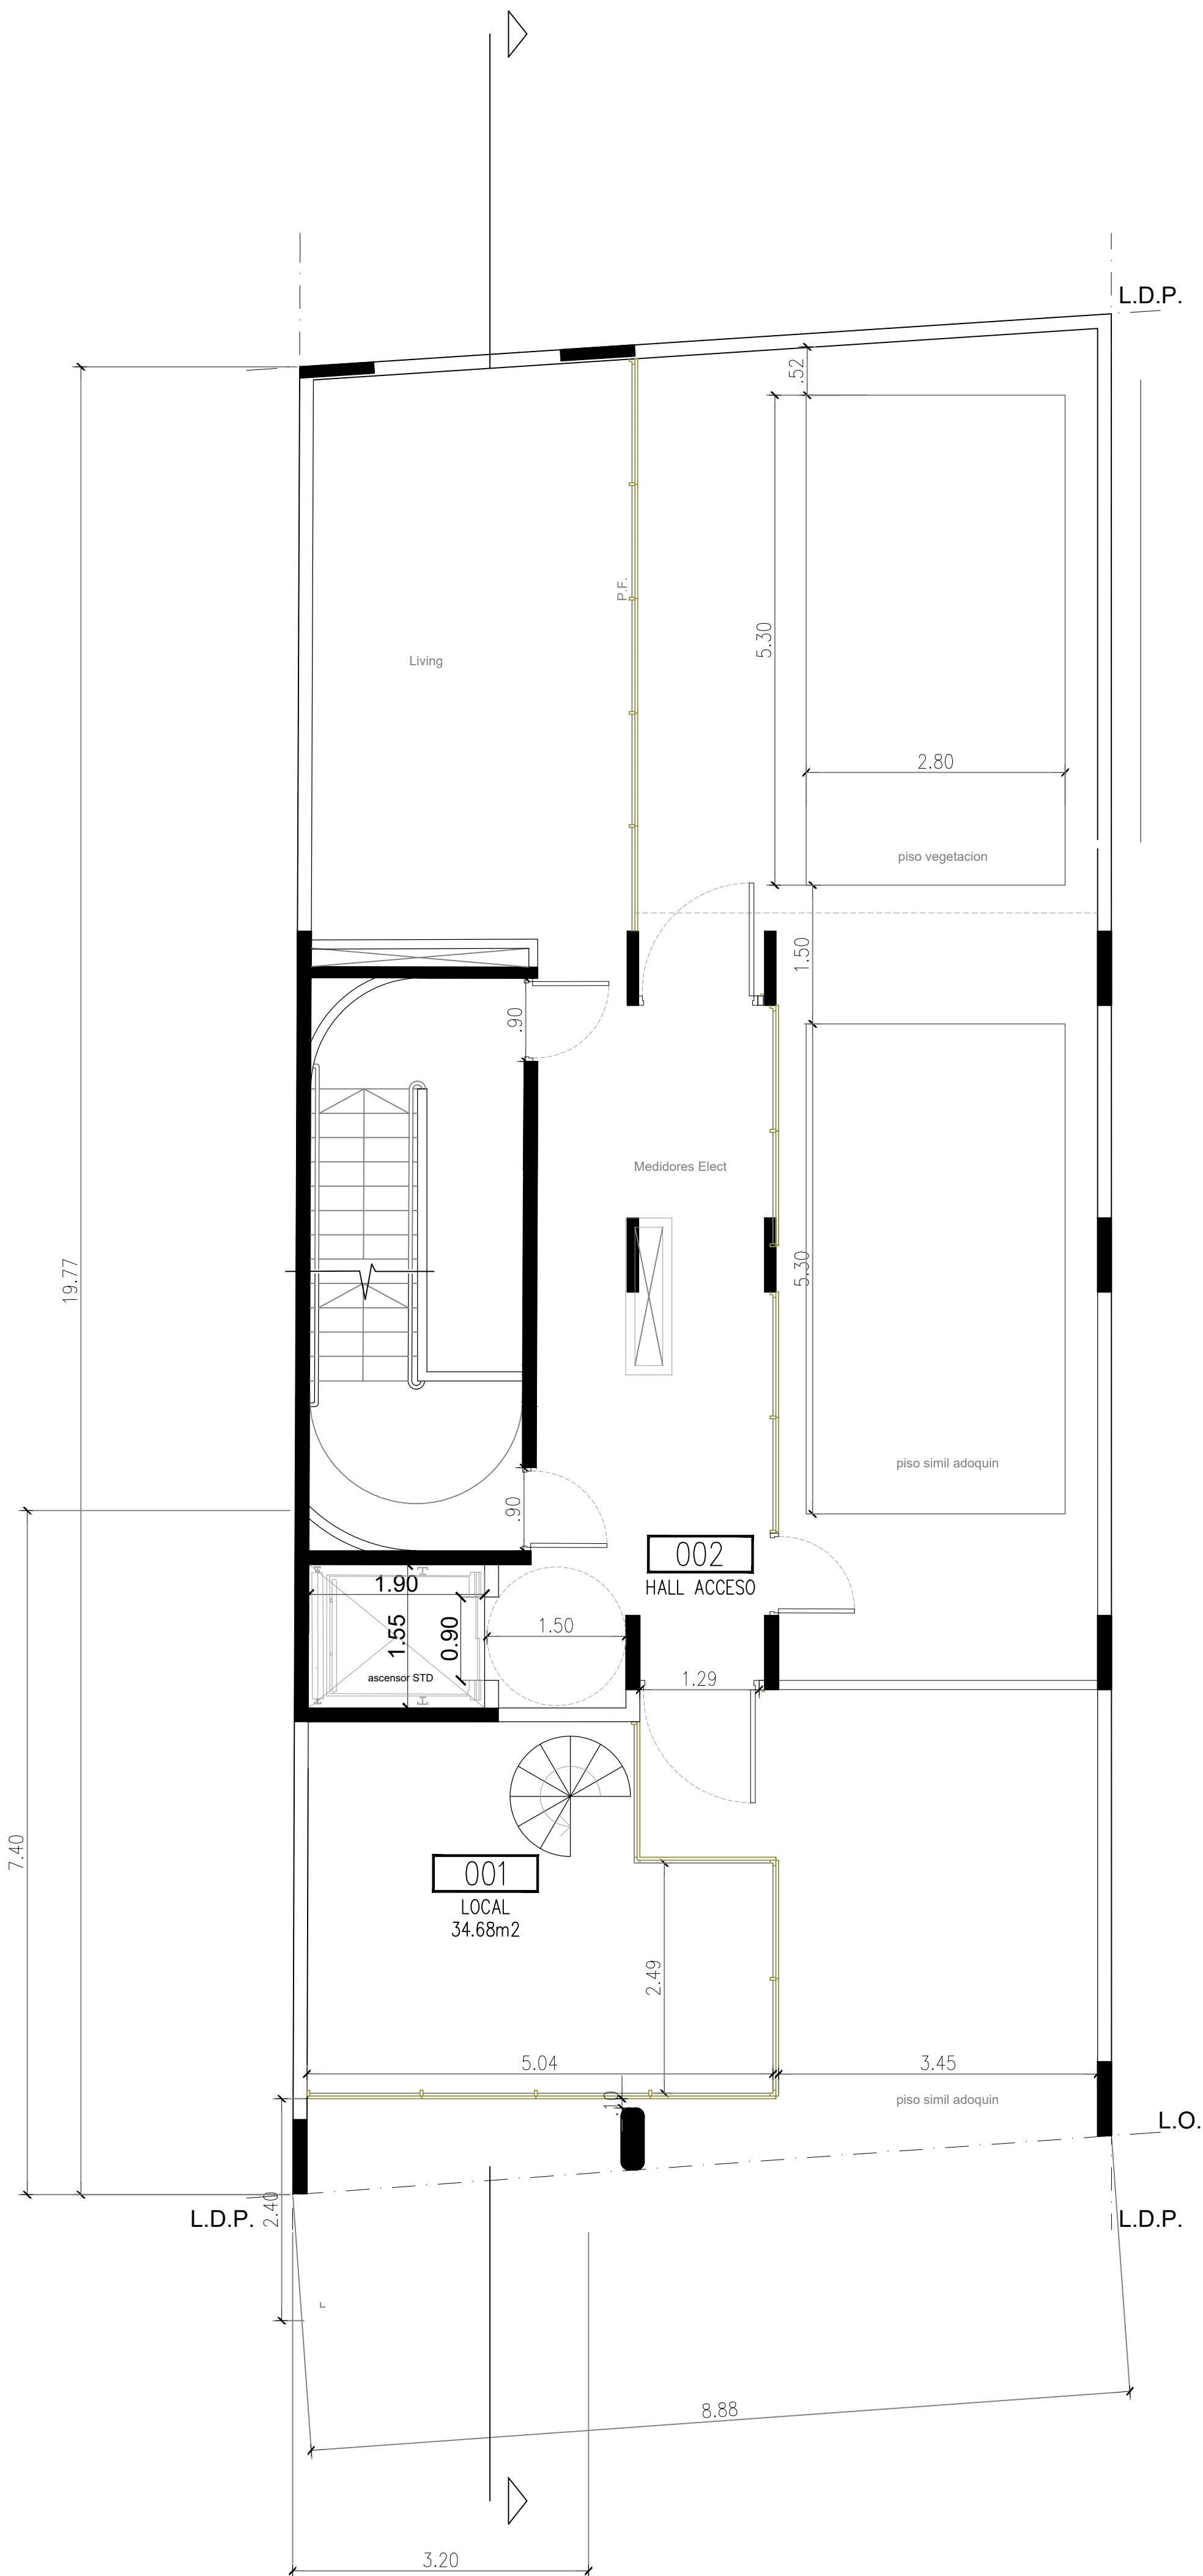 L.D.P.
.52
P.F.
5.30
Living
2.80
piso vegetacion
1.50
.90
Medidores Elect
19.77
5.30
piso simil adoquin
.90
002
HALL ACCESO
1.90
1.55
0.90
1.50
ascensor STD
1.29
7.40
001
LOCAL
34.68m2
2.49
5.04
3.45
.10
piso simil adoquin
L.O.
L.D.P.
2.40
L.D.P.
8.88
3.20